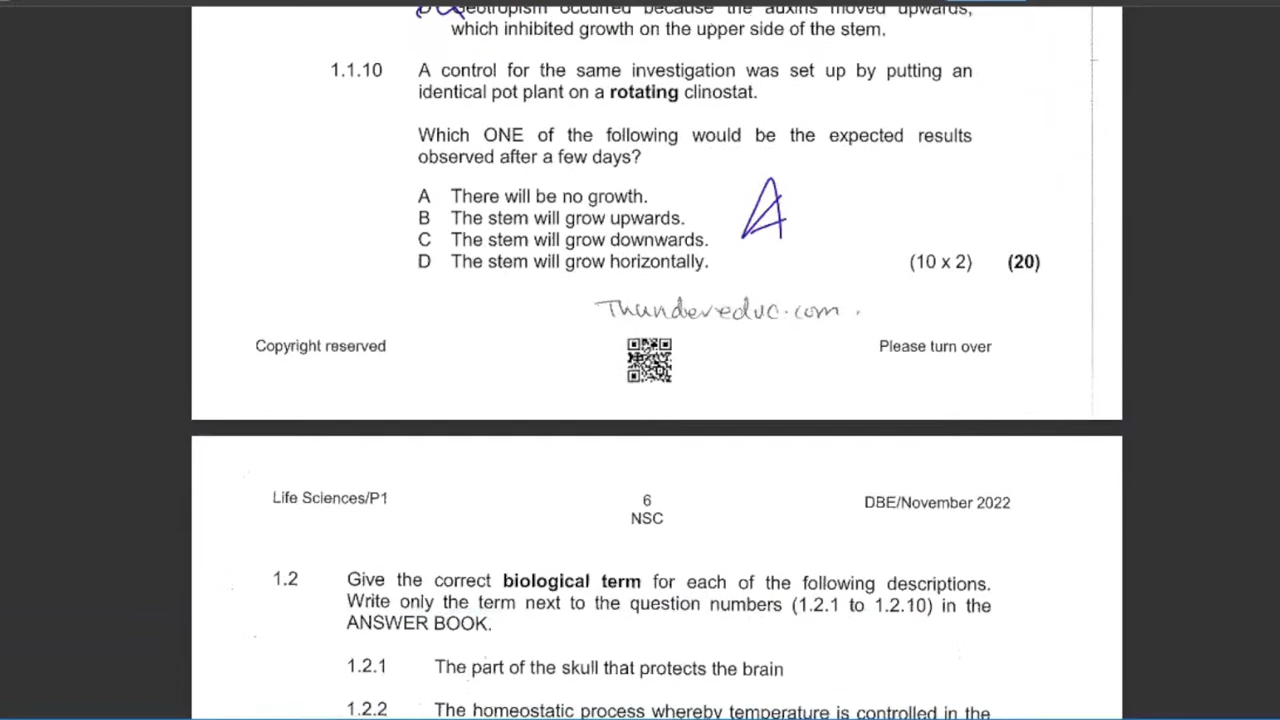 Geotropism occurred because the auxins moved upwards,
which inhibited growth on the upper side of the stem.
1.1.10 A control for the same investigation was set up by putting an
identical pot plant on a rotating clinostat.
Which ONE of the following would be the expected results
observed after a few days?
A There will be no growth.
B The stem will grow upwards.
A
C The stem will grow downwards.
D The stem will grow horizontally. (10 x 2) (20)
Thundereduc.com.
Copyright reserved Please turn over
Life Sciences/P1 6 DBE/November 2022
NSC
1.2 Give the correct biological term for each of the following descriptions.
Write only the term next to the question numbers (1.2.1 to 1.2.10) in the
ANSWER BOOK.
1.2.1 The part of the skull that protects the brain
1.2.2 The homeostatic process whereby temperature is controlled in the